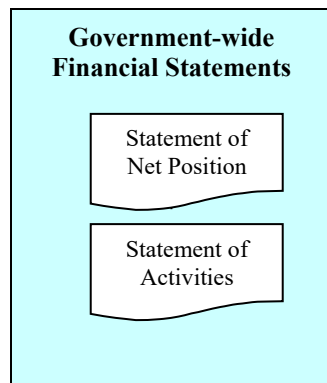 Government-wide
Financial Statements
Statement of
Net Position
Statement of
Activities